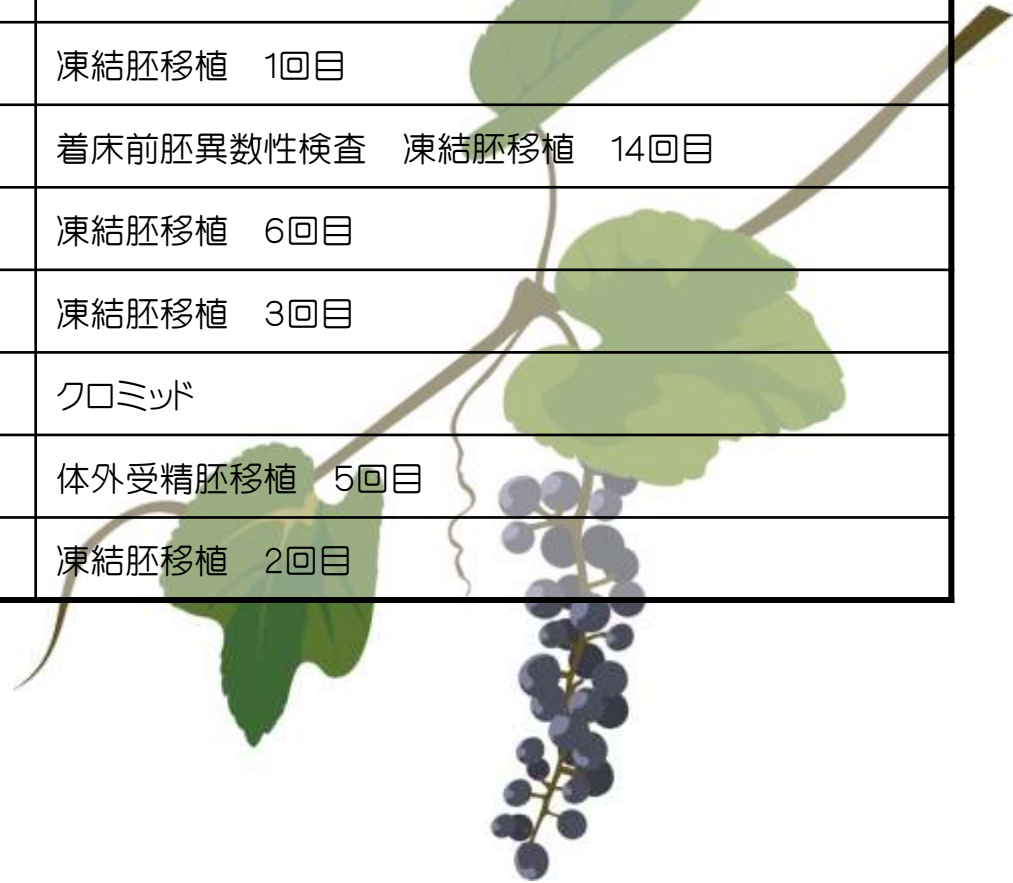 凍結胚移植　1回目
着床前胚異数性検査　凍結胚移植　14回目
凍結胚移植　6回目
凍結胚移植　3回目
クロミッド
体外受精胚移植　5回目
凍結胚移植　2回目